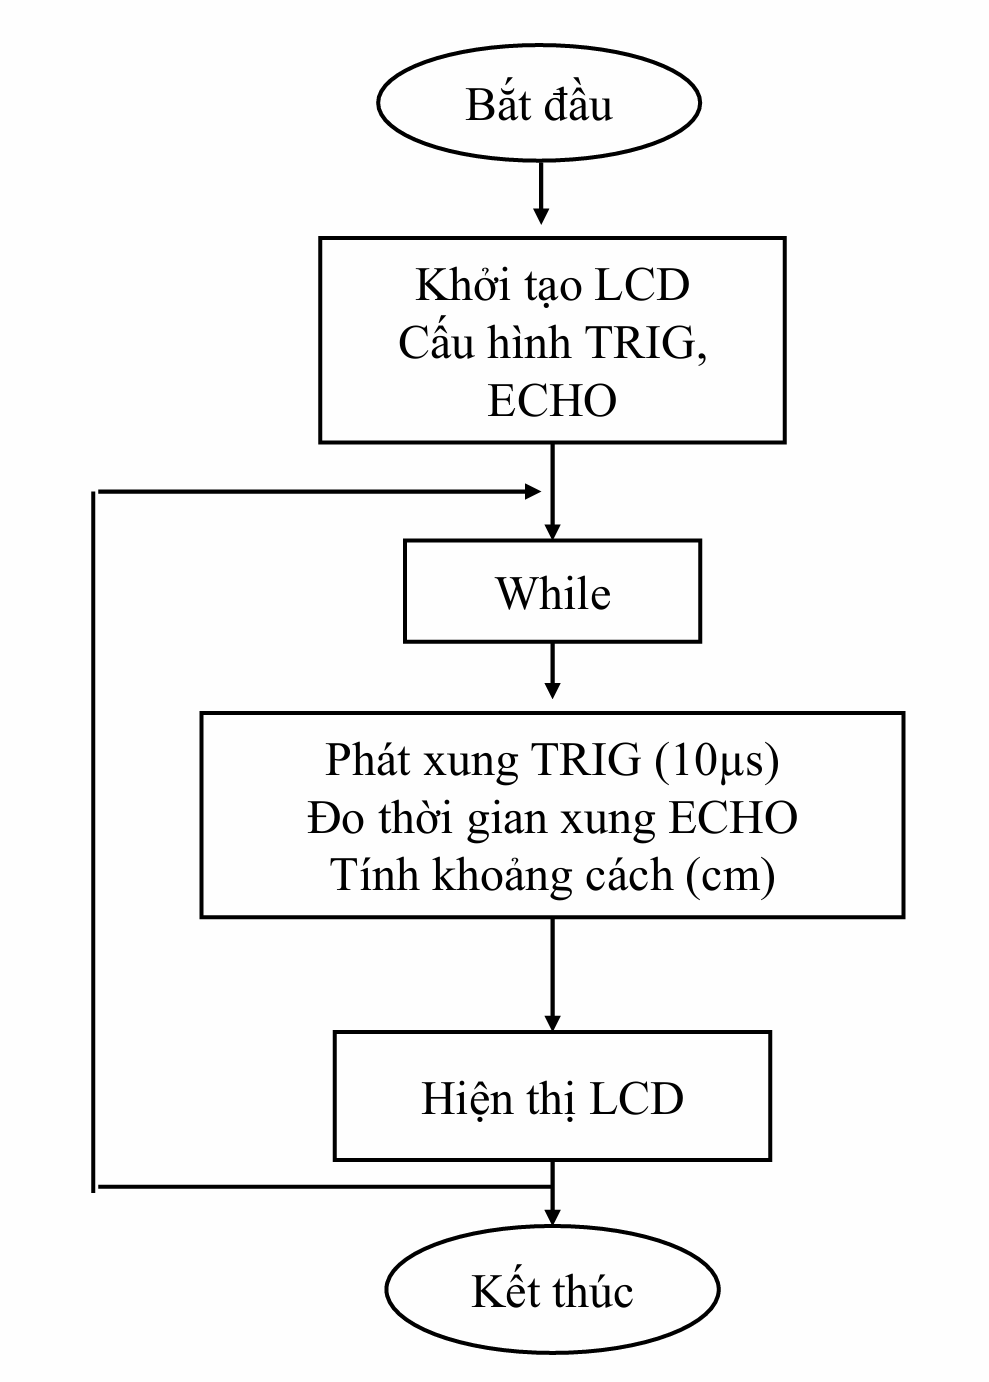 Bắt đầu
Khởi tạo LCD
Cấu hình TRIG,
ECHO
While
Phát xung TRIG (10µs)
Đo thời gian xung ECHO
Tính khoảng cách (cm)
Hiện thị LCD
Kết thúc